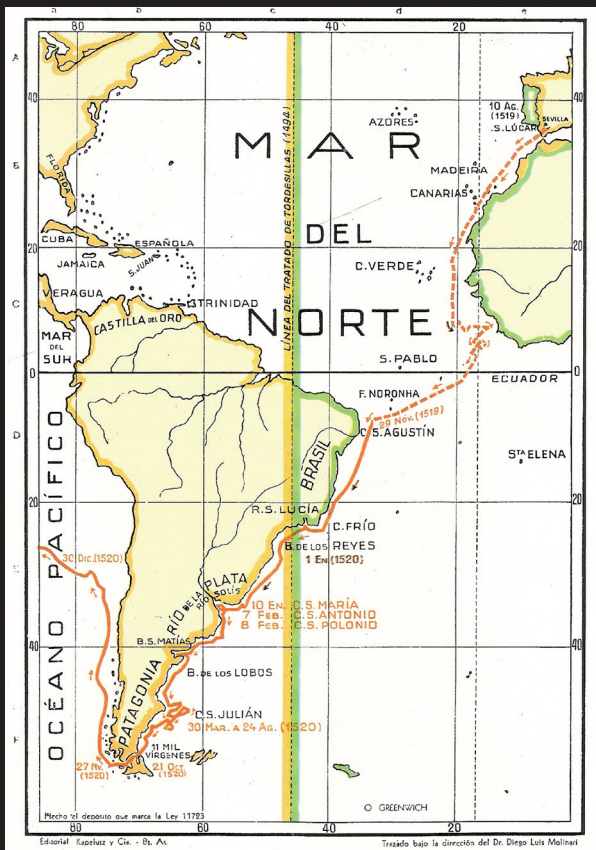 a b c d e
80 60 40 20
A
40
40
10 Ag.
(1519)
SEVILLA
S. LÚCAR
AZORES
MAR
FLORIDA
B
MADEIRA
CANARIAS
LÍNEA DEL TRATADO DE TORDESILLAS (1494)
DEL
CUBA
ESPAÑOLA
JAMAICA
S. JUAN
20
20
C. VERDE
VERAGUA
TRINIDAD
C
NORTE
CASTILLA DEL ORO
MAR
DEL
SUR
S. PABLO
0
0
ECUADOR
F. NORONHA
29 Nov. (1519)
C. S. AGUSTÍN
D
BRASIL
STA ELENA
20
20
R. S. LUCÍA
C. FRÍO
B. DE LOS REYES
1 En (1520)
OCEANO PACÍFICO
30 Dic. (1520)
RÍO DE LA PLATA
RÍO SOLÍS
10 EN. C. S. MARÍA
7 FEB. C. S. ANTONIO
8 FEB. C. S. POLONIO
40
40
B. S. MATÍAS
B. DE LOS LOBOS
PATAGONIA
C. S. JULIÁN
30 MAR. A 24 AG. (1520)
11 MIL
VÍRGENES
27 Nv.
(1520)
21 Oct
(1520)
O GREENWICH
Hecho el depósito que marca la Ley 11723
80 60 40 20
Editorial Kapelusz y Cía. - Bs. As.
Trazado bajo la dirección del Dr. Diego Luis Molinari